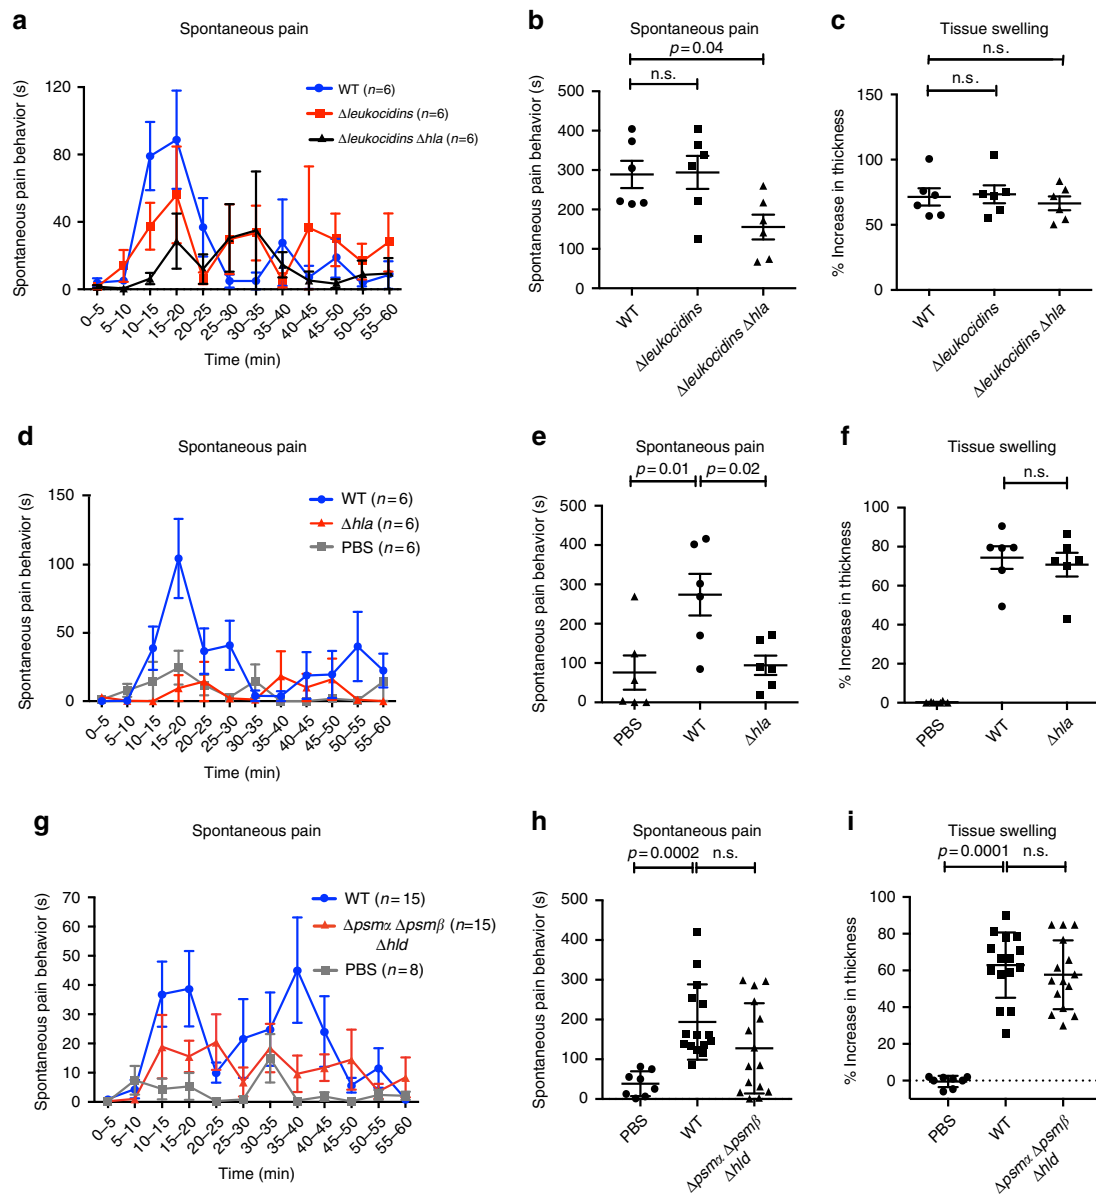 a
Spontaneous pain
Spontaneous pain behavior (s)
120
80
40
0
WT (n=6)
Δleukocidins (n=6)
Δleukocidins Δhla (n=6)
0–5
5–10
10–15
15–20
20–25
25–30
30–35
35–40
40–45
45–50
50–55
55–60
Time (min)
b
Spontaneous pain
p=0.04
n.s.
Spontaneous pain behavior (s)
500
400
300
200
100
0
WT
Δleukocidins
Δleukocidins Δhla
c
Tissue swelling
n.s.
n.s.
% Increase in thickness
150
100
50
0
WT
Δleukocidins
Δleukocidins Δhla
d
Spontaneous pain
Spontaneous pain behavior (s)
150
100
50
0
WT (n=6)
Δhla (n=6)
PBS (n=6)
0–5
5–10
10–15
15–20
20–25
25–30
30–35
35–40
40–45
45–50
50–55
55–60
Time (min)
e
Spontaneous pain
p=0.01
p=0.02
Spontaneous pain behavior (s)
500
400
300
200
100
0
PBS
WT
Δhla
f
Tissue swelling
n.s.
% Increase in thickness
100
80
60
40
20
0
PBS
WT
Δhla
g
Spontaneous pain
Spontaneous pain behavior (s)
70
60
50
40
30
20
10
0
WT (n=15)
Δpsmα Δpsmβ (n=15)
Δhld
PBS (n=8)
0–5
5–10
10–15
15–20
20–25
25–30
30–35
35–40
40–45
45–50
50–55
55–60
Time (min)
h
Spontaneous pain
p=0.0002
n.s.
Spontaneous pain behavior (s)
500
400
300
200
100
0
PBS
WT
Δpsmα Δpsmβ
Δhld
i
Tissue swelling
p=0.0001
n.s.
% Increase in thickness
100
80
60
40
20
0
PBS
WT
Δpsmα Δpsmβ
Δhld